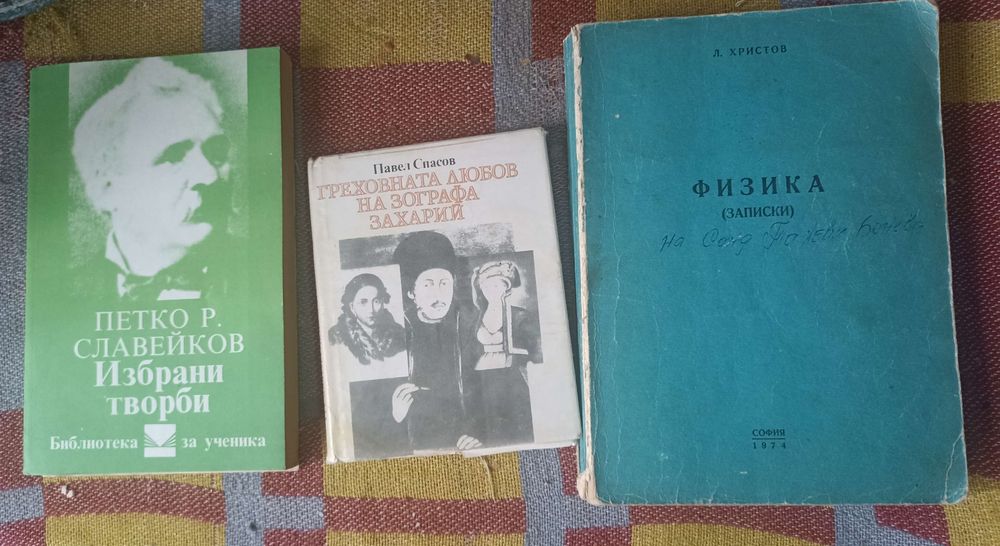 ПЕТКО Р.
СЛАВЕЙКОВ
Избрани
творби
Библиотека за ученика
Павел Спасов
ГРЕХОВНАТА ЛЮБОВ
НА ЗОГРАФА
ЗАХАРИЙ
Л. ХРИСТОВ
ФИЗИКА
(ЗАПИСКИ)
на
СОФИЯ
1974